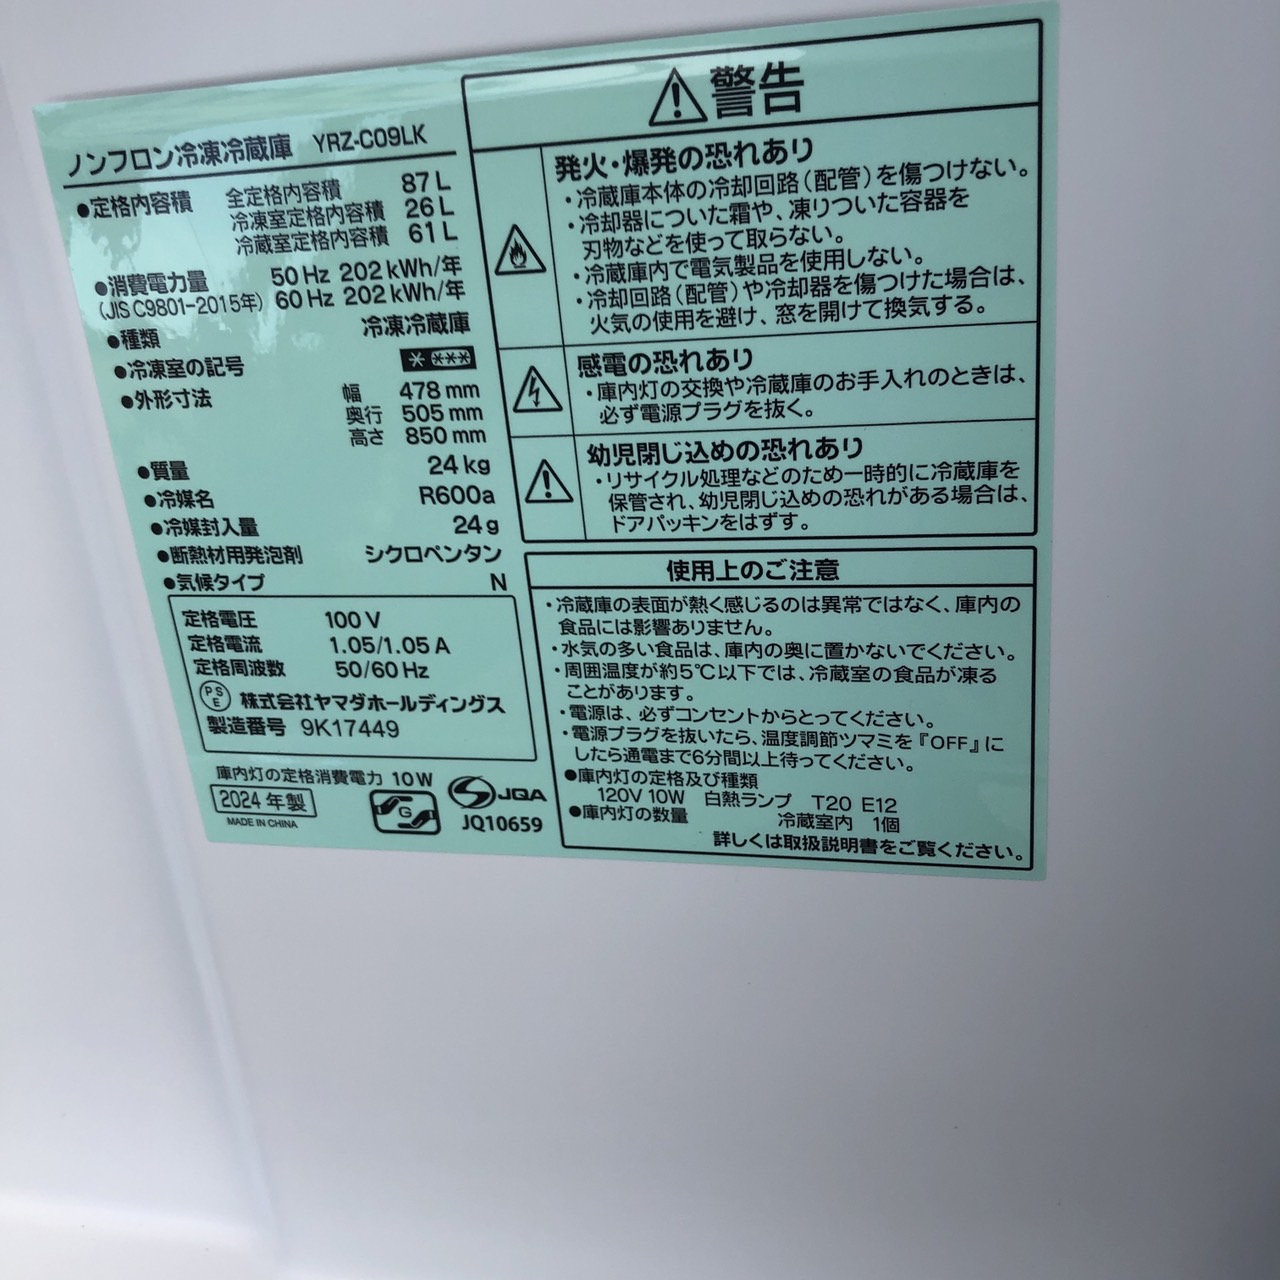 ノンフロン冷凍冷蔵庫 YRZ-C09LK
●定格内容積 全定格内容積 87 L
冷凍室定格内容積 26 L
冷蔵室定格内容積 61 L
●消費電力量 50 Hz 202 kWh/年
(JIS C9801-2015年) 60 Hz 202 kWh/年
●種類 冷凍冷蔵庫
●冷凍室の記号 * ***
●外形寸法 幅 478 mm
奥行 505 mm
高さ 850 mm
●質量 24 kg
●冷媒名 R600a
●冷媒封入量 24 g
●断熱材用発泡剤 シクロペンタン
●気候タイプ N
定格電圧 100 V
定格電流 1.05/1.05 A
定格周波数 50/60 Hz
PSE 株式会社ヤマダホールディングス
製造番号 9K17449
庫内灯の定格消費電力 10 W
2024 年製
MADE IN CHINA
G
JQA
JQ10659
警告
発火・爆発の恐れあり
・冷蔵庫本体の冷却回路(配管)を傷つけない。
・冷却器についた霜や、凍りついた容器を
刃物などを使って取らない。
・冷蔵庫内で電気製品を使用しない。
・冷却回路(配管)や冷却器を傷つけた場合は、
火気の使用を避け、窓を開けて換気する。
感電の恐れあり
・庫内灯の交換や冷蔵庫のお手入れのときは、
必ず電源プラグを抜く。
幼児閉じ込めの恐れあり
・リサイクル処理などのため一時的に冷蔵庫を
保管され、幼児閉じ込めの恐れがある場合は、
ドアパッキンをはずす。
使用上のご注意
・冷蔵庫の表面が熱く感じるのは異常ではなく、庫内の
食品には影響ありません。
・水気の多い食品は、庫内の奥に置かないでください。
・周囲温度が約5℃以下では、冷蔵室の食品が凍る
ことがあります。
・電源は、必ずコンセントからとってください。
・電源プラグを抜いたら、温度調節ツマミを『OFF』に
したら通電まで6分間以上待ってください。
●庫内灯の定格及び種類
120V 10W 白熱ランプ T20 E12
●庫内灯の数量 冷蔵室内 1個
詳しくは取扱説明書をご覧ください。